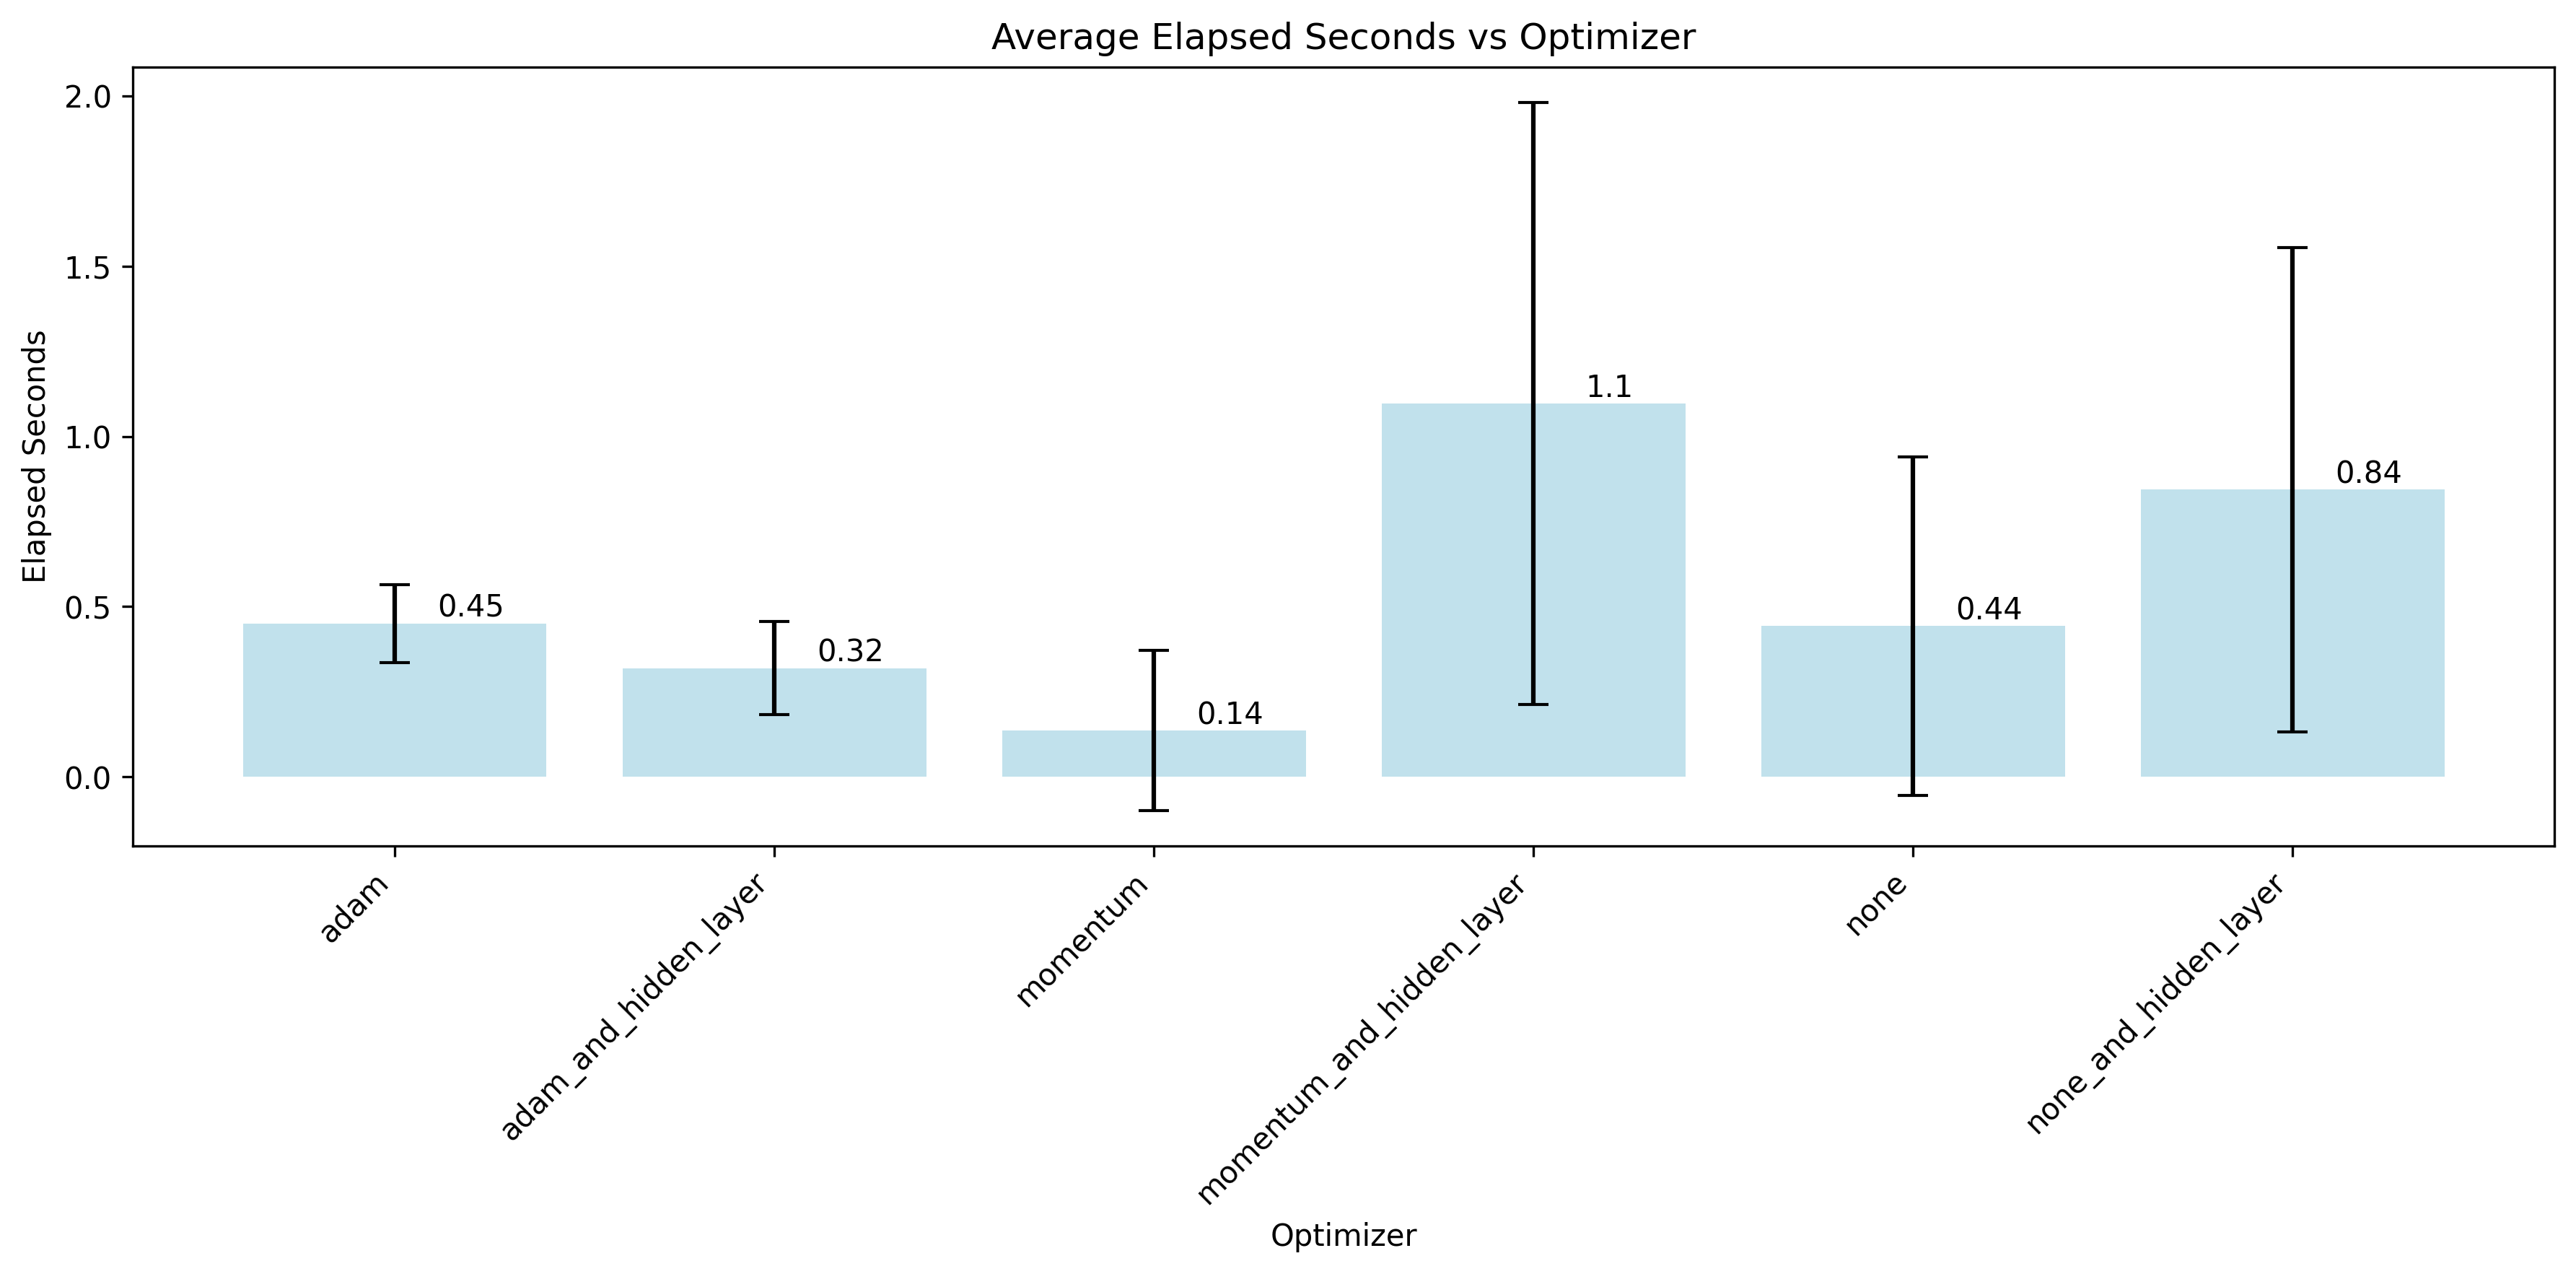 Average Elapsed Seconds vs Optimizer
Elapsed Seconds
2.0
1.5
1.0
0.5
0.0
0.45
0.32
0.14
1.1
0.44
0.84
adam
adam_and_hidden_layer
momentum
momentum_and_hidden_layer
none
none_and_hidden_layer
Optimizer